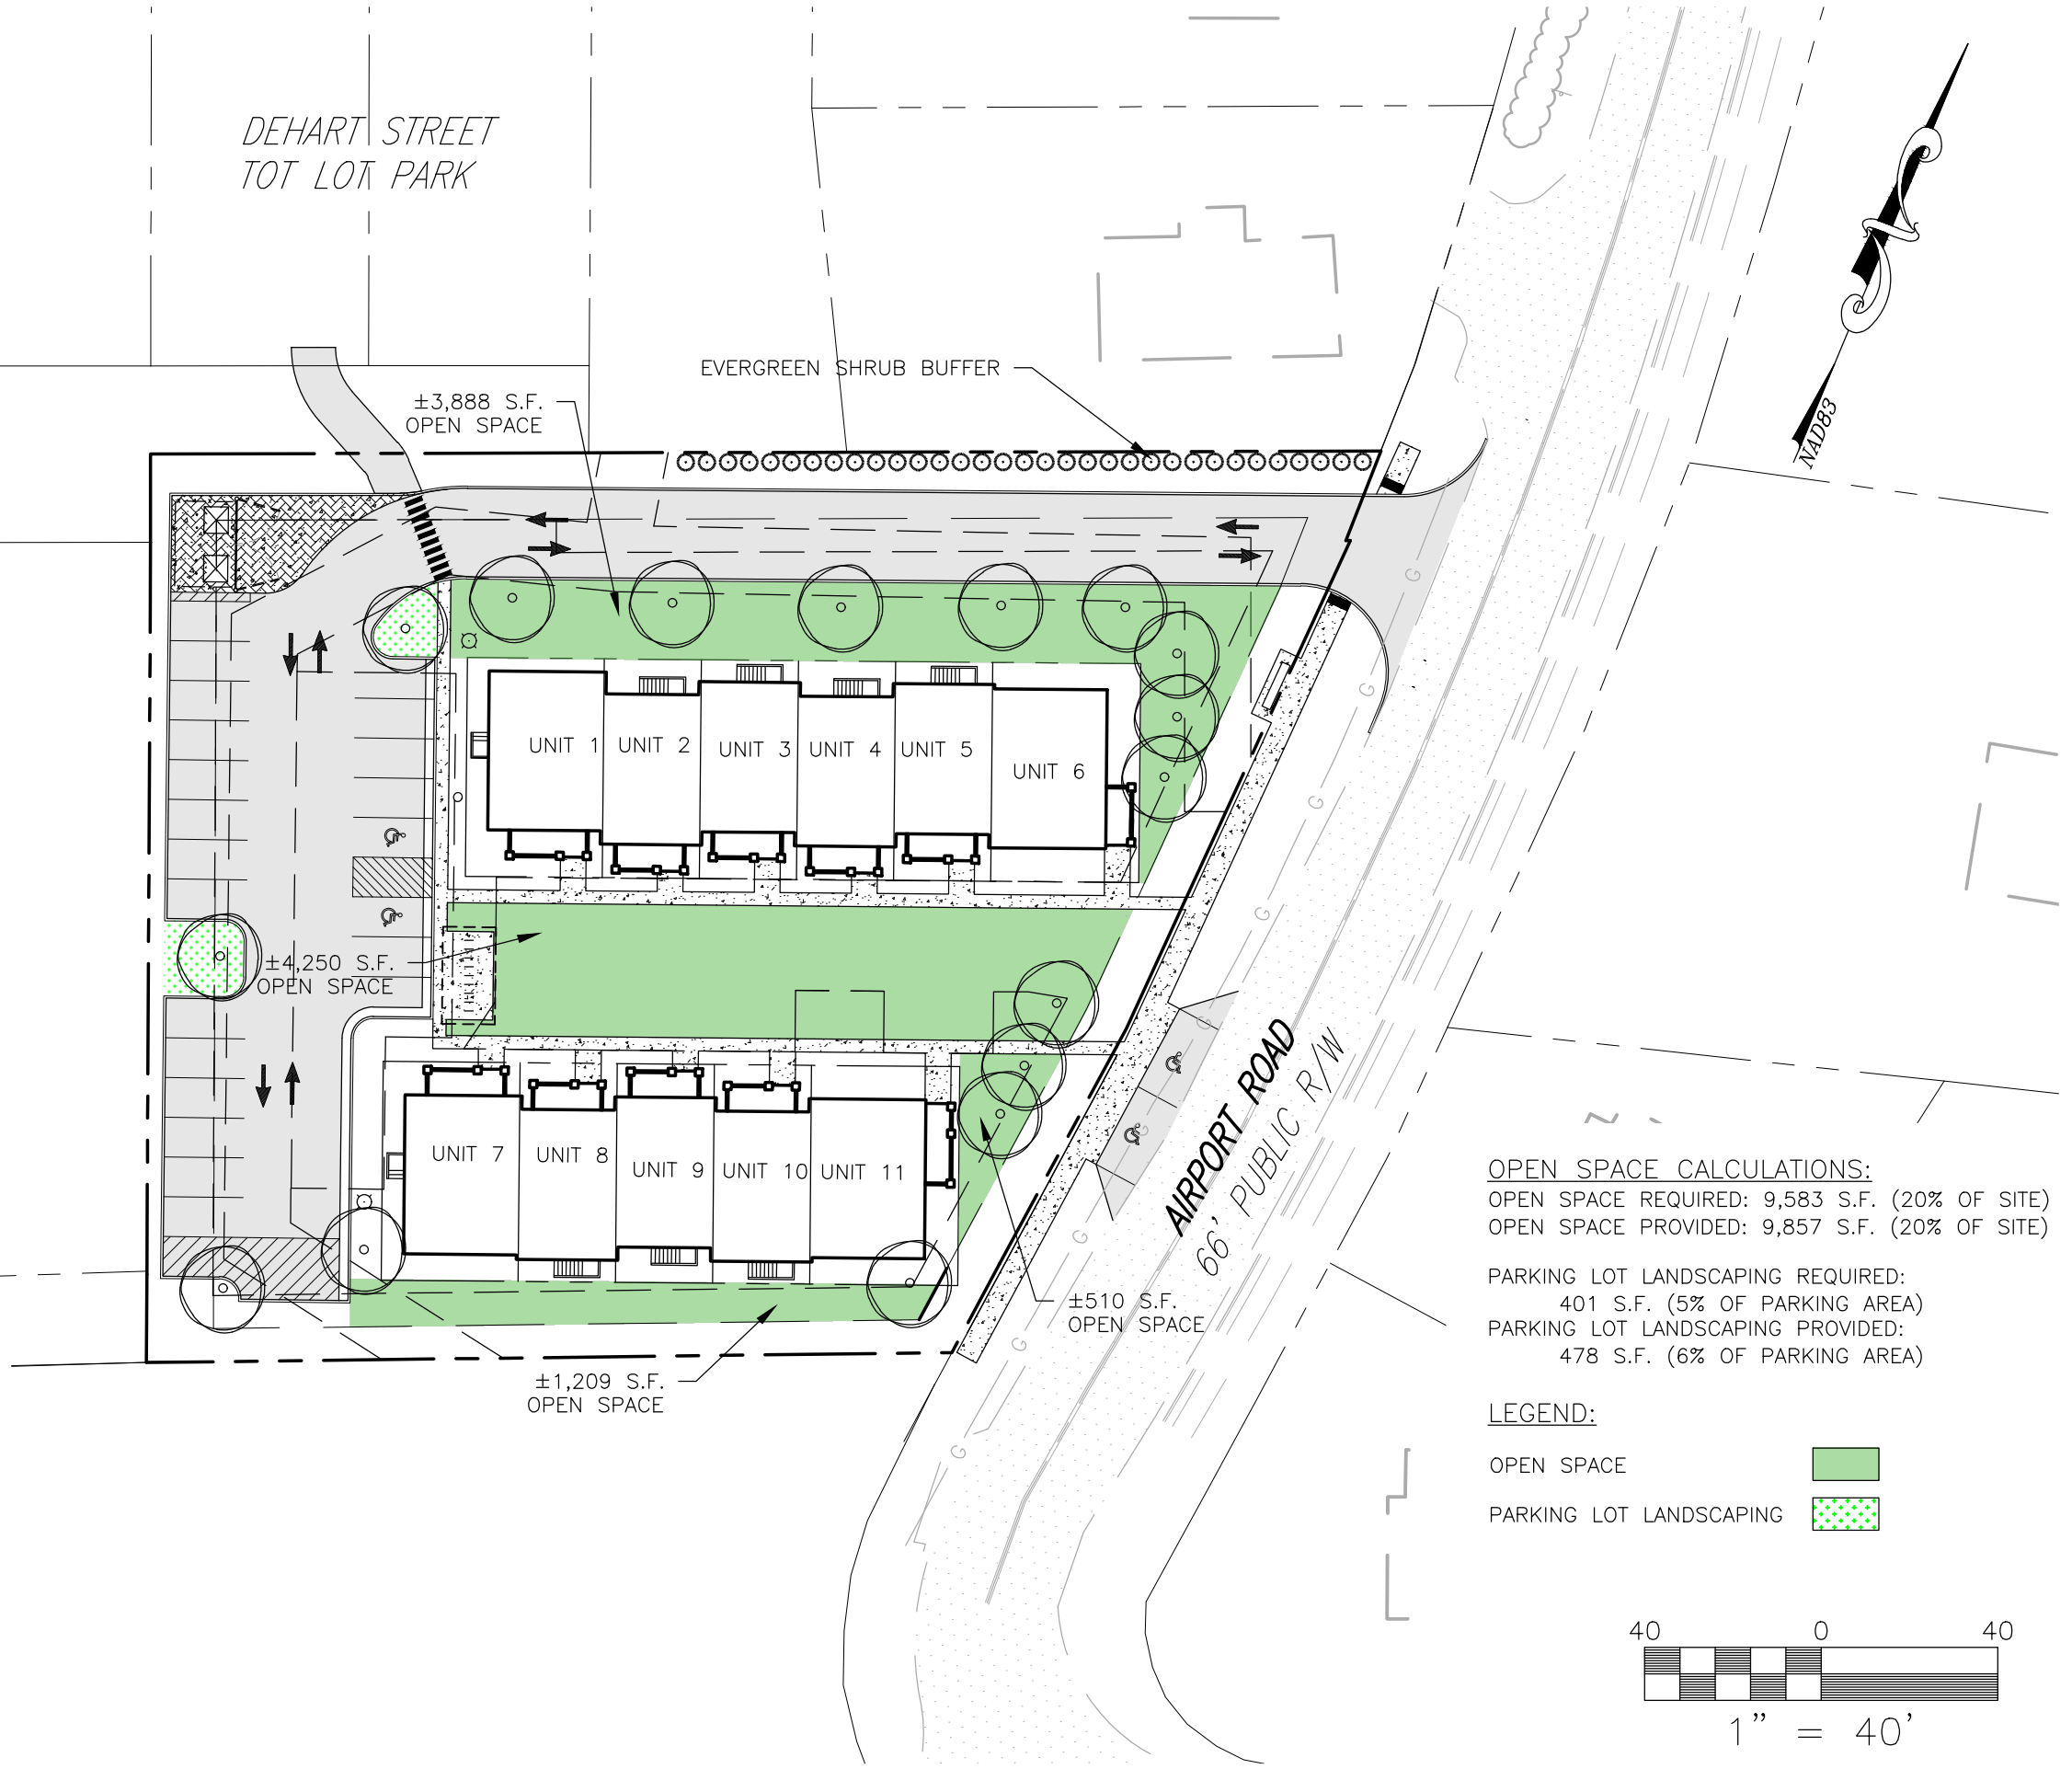 DEHART STREET
TOT LOT PARK
NAD83
EVERGREEN SHRUB BUFFER
±3,888 S.F.
OPEN SPACE
UNIT 1
UNIT 2
UNIT 3
UNIT 4
UNIT 5
UNIT 6
±4,250 S.F.
OPEN SPACE
UNIT 7
UNIT 8
UNIT 9
UNIT 10
UNIT 11
G
G
G
G
G
G
G
G
G
G
AIRPORT ROAD
66' PUBLIC R/W
±510 S.F.
OPEN SPACE
±1,209 S.F.
OPEN SPACE
OPEN SPACE CALCULATIONS:
OPEN SPACE REQUIRED: 9,583 S.F. (20% OF SITE)
OPEN SPACE PROVIDED: 9,857 S.F. (20% OF SITE)
PARKING LOT LANDSCAPING REQUIRED:
401 S.F. (5% OF PARKING AREA)
PARKING LOT LANDSCAPING PROVIDED:
478 S.F. (6% OF PARKING AREA)
LEGEND:
OPEN SPACE
PARKING LOT LANDSCAPING
40 0 40
1" = 40'